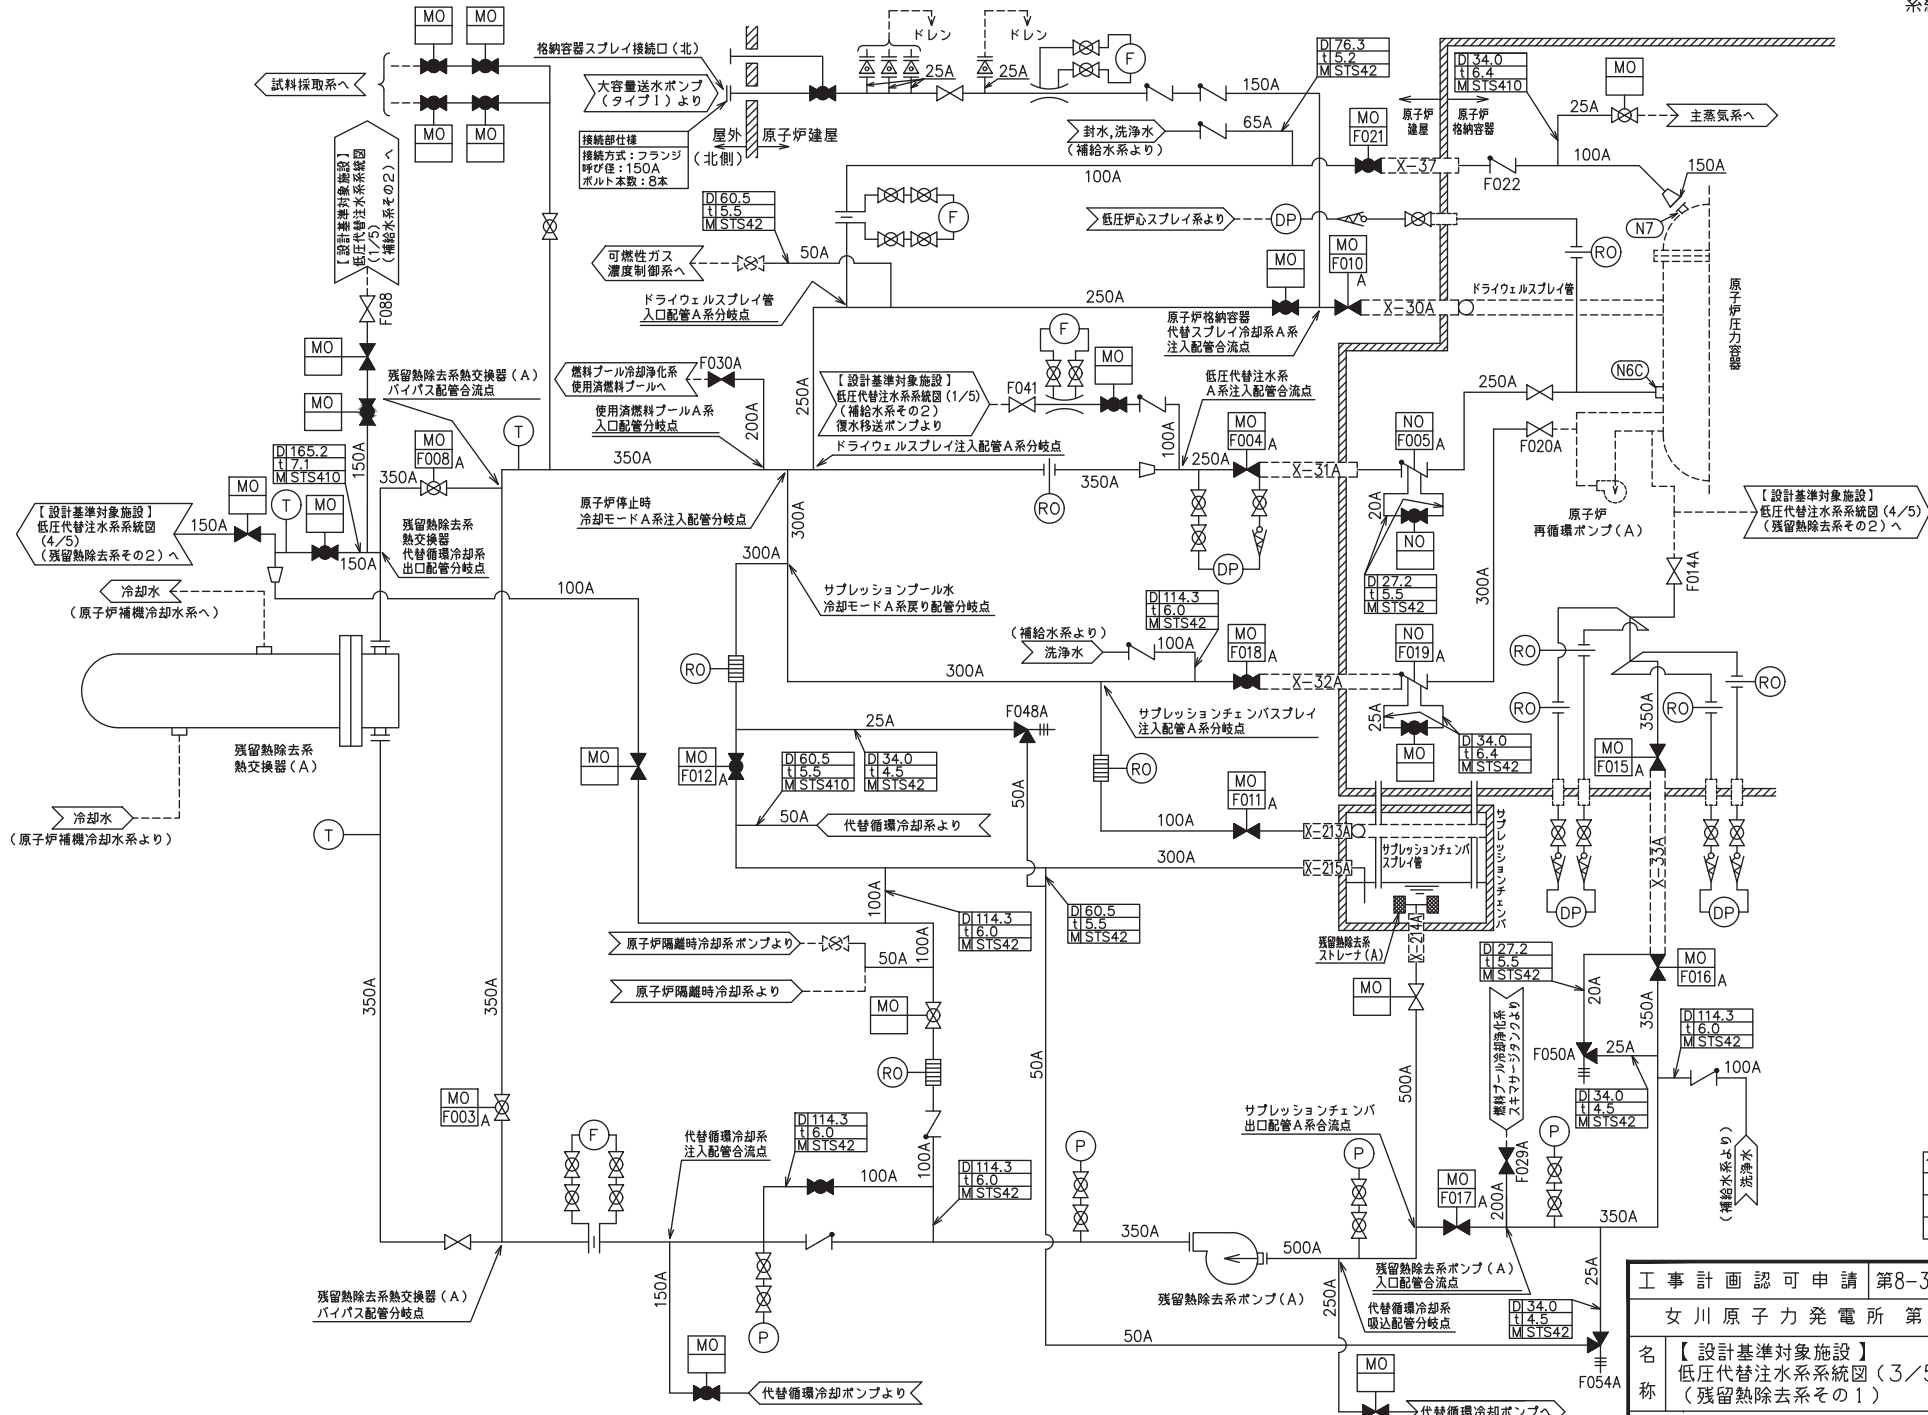 MO
MO
MO
MO
試料採取系へ
格納容器スプレイ接続口(北)
大容量送水ポンプ
(タイプⅠ)より
接続部仕様
接続方式:フランジ
呼び径:150A
ボルト本数:8本
屋外
(北側)
原子炉建屋
ドレン
ドレン
25A
25A
F
150A
D 76.3
t 5.2
M STS42
封水,洗浄水
(補給水系より)
65A
100A
MO
F021
原子炉
建屋
原子炉
格納容器
D 34.0
t 6.4
M STS410
MO
25A
主蒸気系へ
X-37
F022
100A
150A
N7
【設計基準対象施設】
低圧代替注水系系統図
(1/5)
(補給水系その2)へ
F088
D 60.5
t 5.5
M STS42
F
低圧炉心スプレイ系より
DP
RO
可燃性ガス
濃度制御系へ
50A
ドライウェルスプレイ管
入口配管A系分岐点
250A
MO
MO
F010
A
X-30A
ドライウェルスプレイ管
原子炉圧力容器
原子炉格納容器
代替スプレイ冷却系A系
注入配管合流点
MO
MO
残留熱除去系熱交換器(A)
バイパス配管合流点
燃料プール冷却浄化系
使用済燃料プールへ
F030A
使用済燃料プールA系
入口配管分岐点
200A
250A
【設計基準対象施設】
低圧代替注水系系統図(1/5)
(補給水系その2)
復水移送ポンプより
F041
F
MO
100A
低圧代替注水系
A系注入配管合流点
ドライウェルスプレイ注入配管A系分岐点
250A
N6C
F020A
原子炉
再循環ポンプ(A)
【設計基準対象施設】
低圧代替注水系系統図(4/5)
(残留熱除去系その2)へ
F014A
T
350A
RO
350A
250A
MO
F004
A
X-31A
NO
F005
A
20A
NO
D 27.2
t 5.5
M STS42
DP
300A
D 165.2
t 7.1
M STS410
150A
MO
F008
A
350A
MO
T
MO
150A
150A
【設計基準対象施設】
低圧代替注水系系統図
(4/5)
(残留熱除去系その2)へ
残留熱除去系
熱交換器
代替循環冷却系
出口配管分岐点
原子炉停止時
冷却モードA系注入配管分岐点
300A
300A
サプレッションプール水
冷却モードA系戻り配管分岐点
冷却水
(原子炉補機冷却水系へ)
100A
残留熱除去系
熱交換器(A)
冷却水
(原子炉補機冷却水系より)
T
RO
(補給水系より)
洗浄水
100A
D 114.3
t 6.0
M STS42
300A
MO
F018
A
X-32A
NO
F019
A
25A
MO
D 34.0
t 6.4
M STS42
サプレッションチェンバスプレイ
注入配管A系分岐点
F048A
25A
MO
MO
F012
A
D 60.5
t 5.5
M STS410
D 34.0
t 4.5
M STS42
50A
代替循環冷却系より
50A
RO
MO
F011
A
100A
X-213A
300A
X-215A
サプレッションチェンバ
スプレイ管
サプレッションチェンバ
RO
RO
RO
RO
350A
MO
F015
A
X-33A
DP
DP
100A
D 114.3
t 6.0
M STS42
D 60.5
t 5.5
M STS42
残留熱除去系
ストレーナ(A)
X-214A
原子炉隔離時冷却系ポンプより
50A
100A
原子炉隔離時冷却系より
MO
RO
MO
D 27.2
t 5.5
M STS42
20A
MO
F016
A
350A
350A
350A
50A
500A
燃料プール冷却浄化系
スキマサージタンクより
F050A
25A
D 114.3
t 6.0
M STS42
100A
D 34.0
t 4.5
M STS42
(補給水系より)
洗浄水
MO
F003
A
F
代替循環冷却系
注入配管合流点
D 114.3
t 6.0
M STS42
100A
100A
D 114.3
t 6.0
M STS42
P
サプレッションチェンバ
出口配管A系合流点
P
MO
F017
A
F029A
200A
P
350A
350A
500A
残留熱除去系ポンプ(A)
250A
残留熱除去系ポンプ(A)
入口配管合流点
代替循環冷却系
吸込配管分岐点
25A
D 34.0
t 4.5
M STS42
F054A
50A
残留熱除去系熱交換器(A)
バイパス配管分岐点
150A
P
MO
代替循環冷却ポンプより
MO
代替循環冷却ポンプへ
工事計画認可申請 第8-3
女川原子力発電所 第
名称
【設計基準対象施設】
低圧代替注水系系統図(3/5
(残留熱除去系その1)